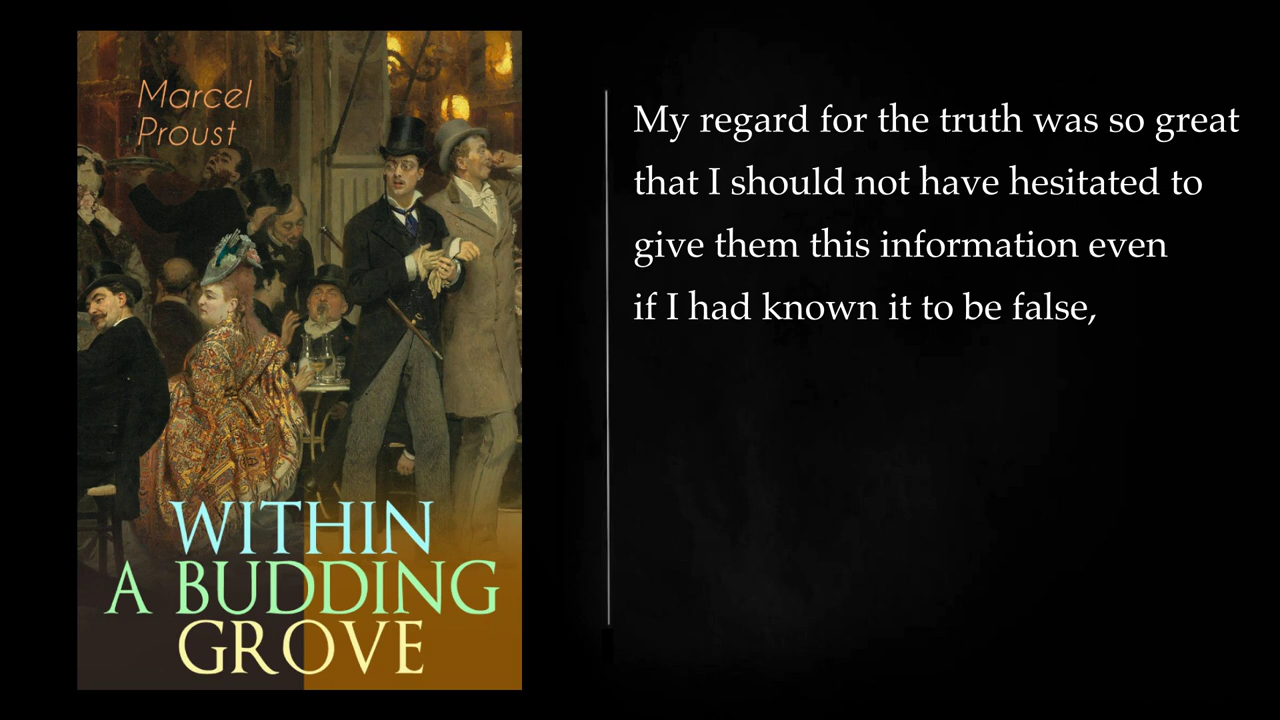 Marcel
Proust
WITHIN
A BUDDING
GROVE
My regard for the truth was so great
that I should not have hesitated to
give them this information even
if I had known it to be false,